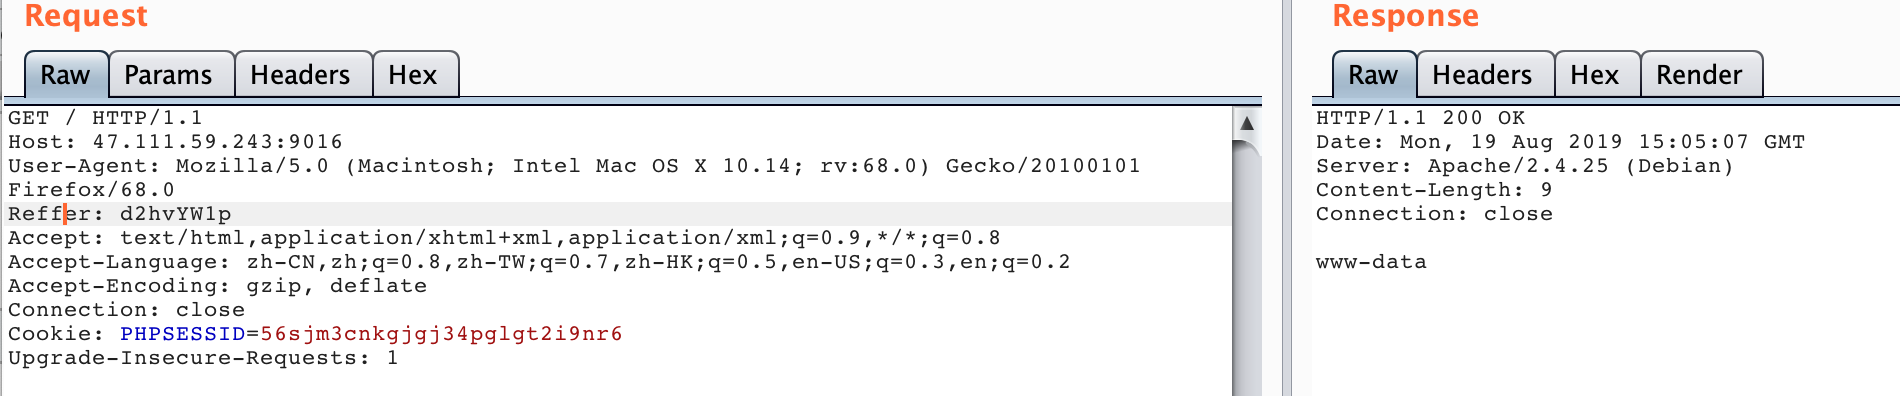 Request
Raw Params Headers Hex
GET / HTTP/1.1
Host: 47.111.59.243:9016
User-Agent: Mozilla/5.0 (Macintosh; Intel Mac OS X 10.14; rv:68.0) Gecko/20100101
Firefox/68.0
Reffer: d2hvYW1p
Accept: text/html,application/xhtml+xml,application/xml;q=0.9,*/*;q=0.8
Accept-Language: zh-CN,zh;q=0.8,zh-TW;q=0.7,zh-HK;q=0.5,en-US;q=0.3,en;q=0.2
Accept-Encoding: gzip, deflate
Connection: close
Cookie: PHPSESSID=56sjm3cnkgjgj34pglgt2i9nr6
Upgrade-Insecure-Requests: 1
Response
Raw Headers Hex Render
HTTP/1.1 200 OK
Date: Mon, 19 Aug 2019 15:05:07 GMT
Server: Apache/2.4.25 (Debian)
Content-Length: 9
Connection: close
www-data